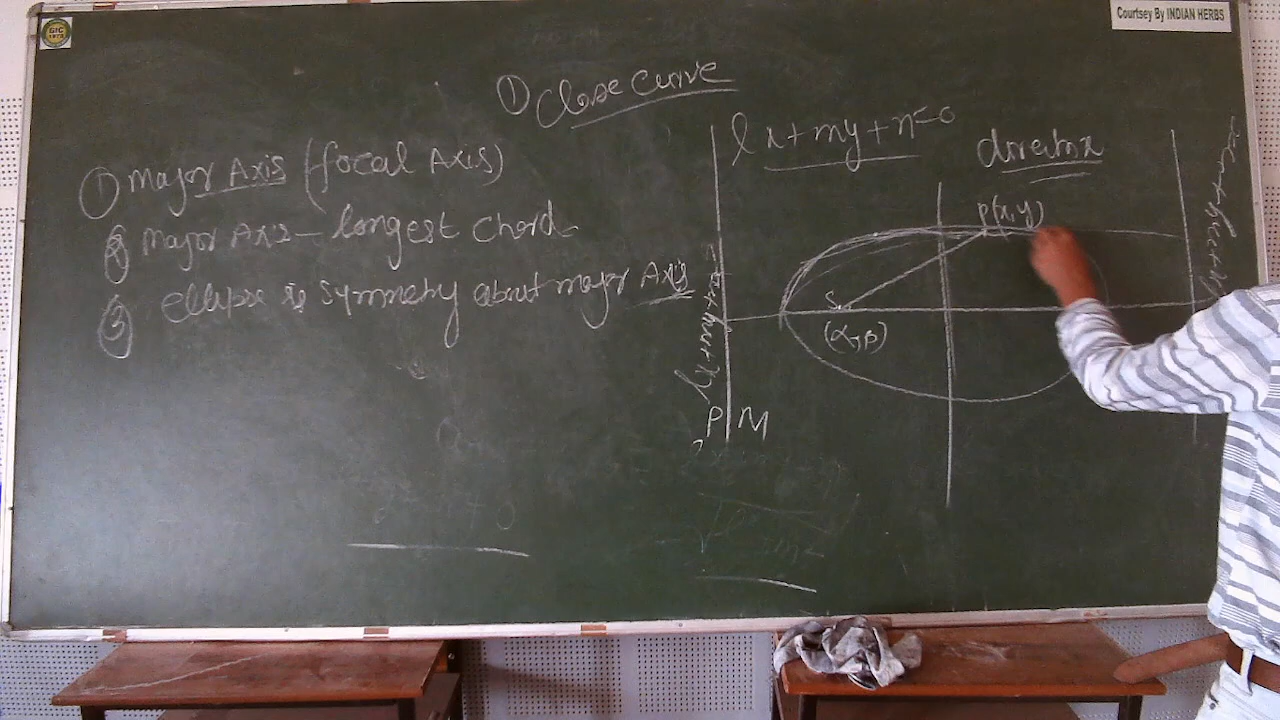 Courtsey By INDIAN HERBS
GIC
① Close Curve
lx+my+n=0
directrix
① Major Axis (focal Axis)
② Major Axis - longest Chord
③ ellipse is symmetry about major Axis
P(x,y)
S
(α,β)
P M